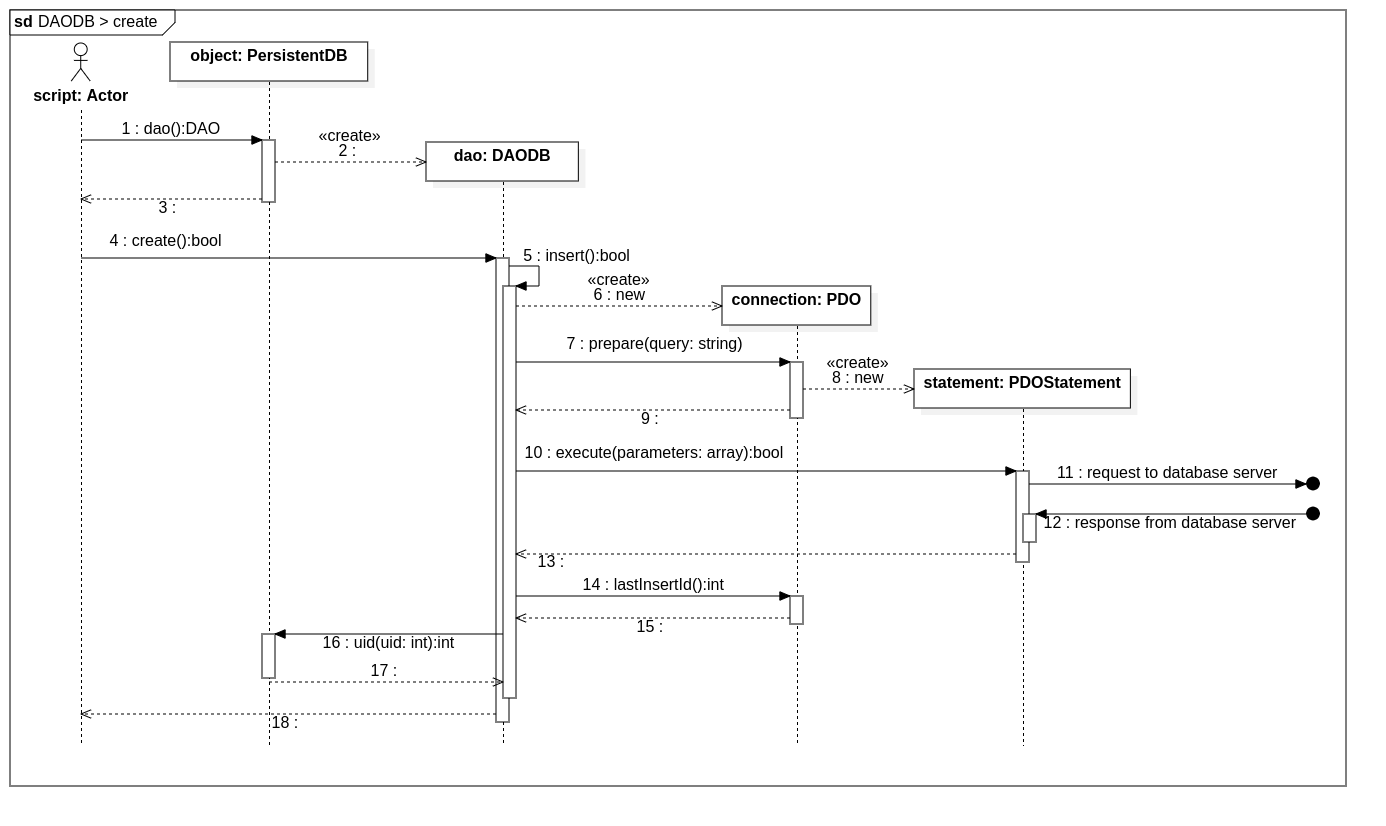 sd DAODB > create
script: Actor
object: PersistentDB
1 : dao():DAO
«create»
2 :
dao: DAODB
3 :
4 : create():bool
5 : insert():bool
«create»
6 : new
connection: PDO
7 : prepare(query: string)
«create»
8 : new
statement: PDOStatement
9 :
10 : execute(parameters: array):bool
11 : request to database server
12 : response from database server
13 :
14 : lastInsertId():int
15 :
16 : uid(uid: int):int
17 :
18 :